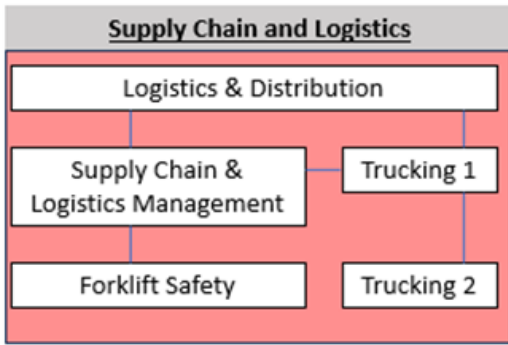 Supply Chain and Logistics
Logistics & Distribution
Supply Chain &
Logistics Management
Trucking 1
Forklift Safety
Trucking 2